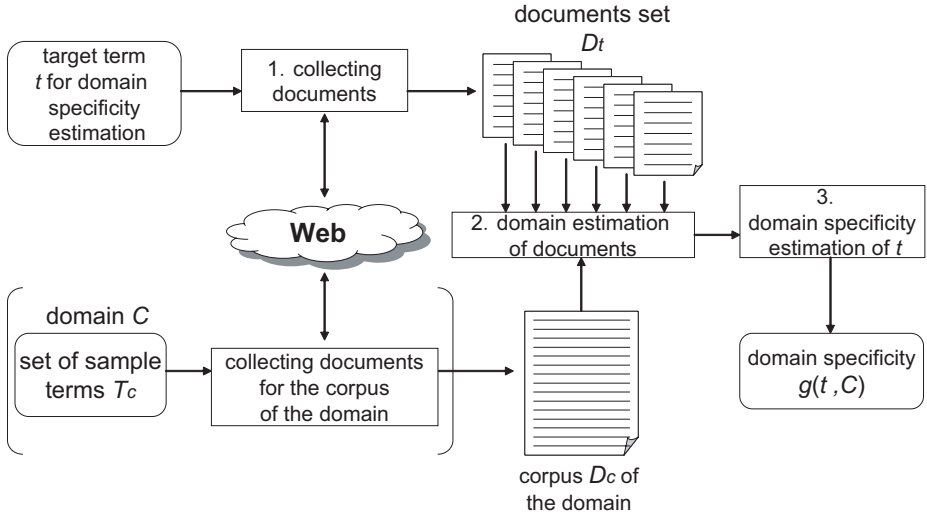 documents set
Dt
target term
t for domain
specificity
estimation
1. collecting
documents
Web
2. domain estimation
of documents
3.
domain specificity
estimation of t
domain C
set of sample
terms Tc
collecting documents
for the corpus
of the domain
domain specificity
g(t ,C)
corpus Dc of
the domain